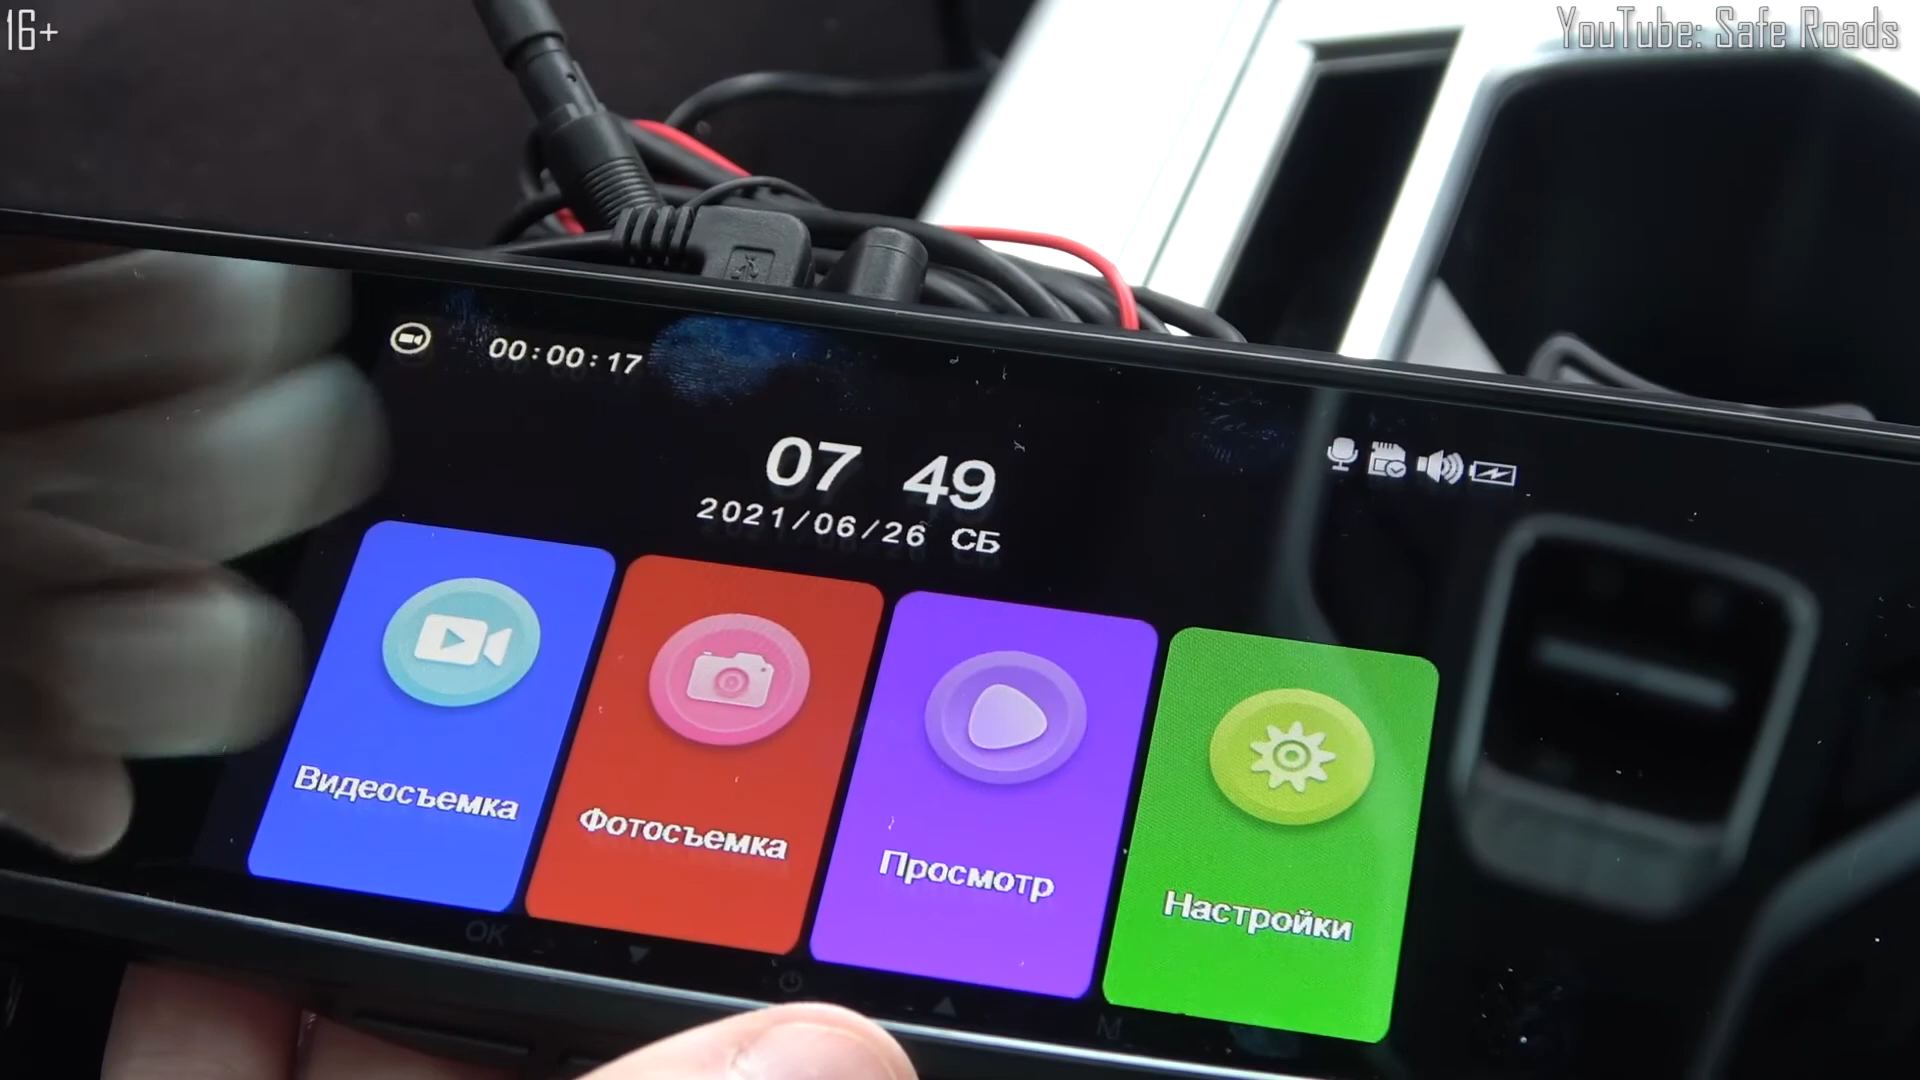 16+
YouTube: Safe Roads
00:00:17
07 49
2021/06/26 СБ
Видеосъемка
Фотосъемка
Просмотр
Настройки
OK
M